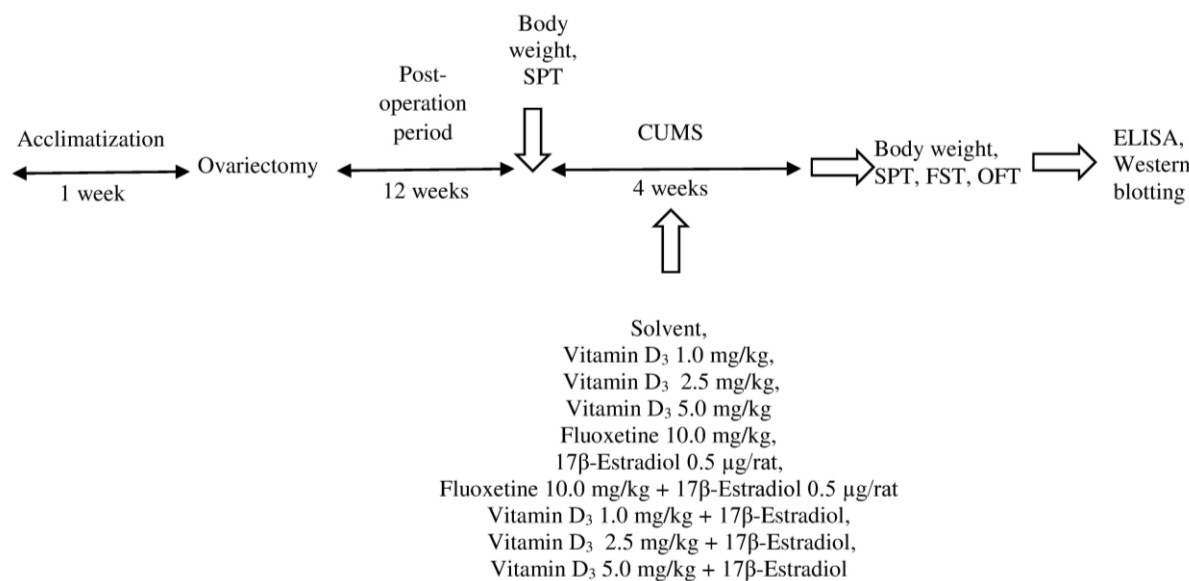 Acclimatization
1 week
Ovariectomy
Post-
operation
period
12 weeks
Body
weight,
SPT
CUMS
4 weeks
Body weight,
SPT, FST, OFT
ELISA,
Western
blotting
Solvent,
Vitamin D₃ 1.0 mg/kg,
Vitamin D₃ 2.5 mg/kg,
Vitamin D₃ 5.0 mg/kg
Fluoxetine 10.0 mg/kg,
17β-Estradiol 0.5 µg/rat,
Fluoxetine 10.0 mg/kg + 17β-Estradiol 0.5 µg/rat
Vitamin D₃ 1.0 mg/kg + 17β-Estradiol,
Vitamin D₃ 2.5 mg/kg + 17β-Estradiol,
Vitamin D₃ 5.0 mg/kg + 17β-Estradiol